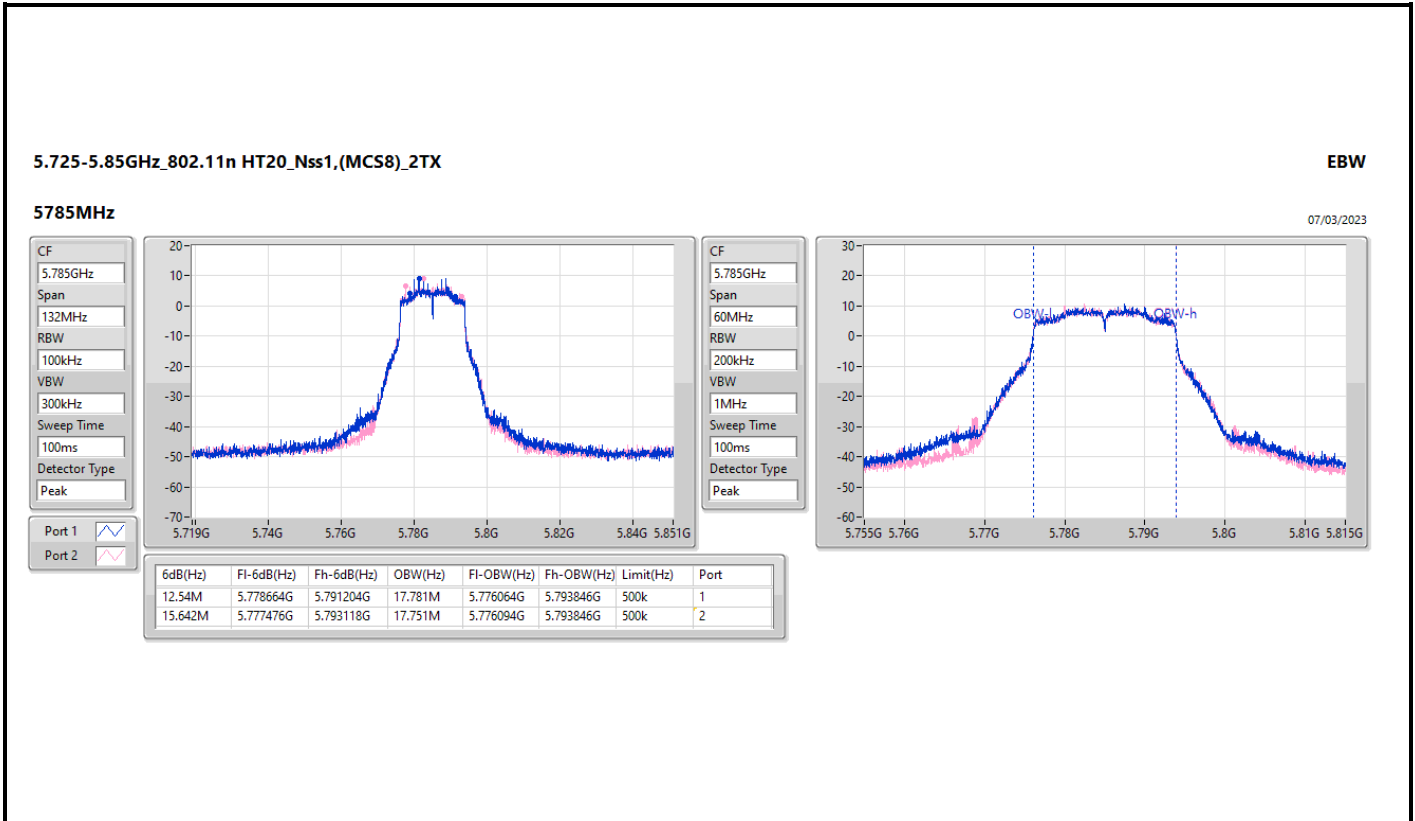 5.725-5.85GHz_802.11n HT20_Nss1,(MCS8)_2TX
EBW
5785MHz
07/03/2023
CF
5.785GHz
Span
132MHz
RBW
100kHz
VBW
300kHz
Sweep Time
100ms
Detector Type
Peak
Port 1
Port 2
20
10
0
-10
-20
-30
-40
-50
-60
-70
5.719G 5.74G 5.76G 5.78G 5.8G 5.82G 5.84G 5.851G
CF
5.785GHz
Span
60MHz
RBW
200kHz
VBW
1MHz
Sweep Time
100ms
Detector Type
Peak
30
20
10
0
-10
-20
-30
-40
-50
-60
OBW-l OBW-h
5.755G 5.76G 5.77G 5.78G 5.79G 5.8G 5.81G 5.815G
6dB(Hz) Fl-6dB(Hz) Fh-6dB(Hz) OBW(Hz) Fl-OBW(Hz) Fh-OBW(Hz) Limit(Hz) Port
12.54M 5.778664G 5.791204G 17.781M 5.776064G 5.793846G 500k 1
15.642M 5.777476G 5.793118G 17.751M 5.776094G 5.793846G 500k 2